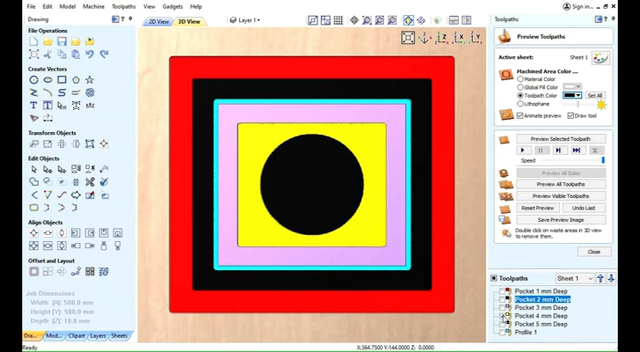 File Edit Model Machine Toolpaths View Gadgets Help
Sign in...
Drawing
2D View
3D View
Layer 1
Toolpaths
File Operations
Create Vectors
Transform Objects
Edit Objects
Align Objects
Offset and Layout
Job Dimensions
Width (X): 500.0 mm
Height (Y): 500.0 mm
Depth (Z): 10.0 mm
Dra...
Mod...
Clipart
Layers
Sheets
Ready
X:364.7500 Y:144.0000 Z: 0.0000
Preview Toolpaths
Active sheet: Sheet 1
Machined Area Color ...
Material Color
Global Fill Color
Toolpath Color
Set All
Lithophane
Animate preview
Draw tool
Preview Selected Toolpath
Speed
Preview All Sides
Preview All Toolpaths
Preview Visible Toolpaths
Reset Preview
Undo Last
Save Preview Image
Double click on waste areas in 3D view
to remove them.
Close
Toolpaths
Sheet 1
Pocket 1 mm Deep
Pocket 2 mm Deep
Pocket 3 mm Deep
Pocket 4 mm Deep
Pocket 5 mm Deep
Profile 1